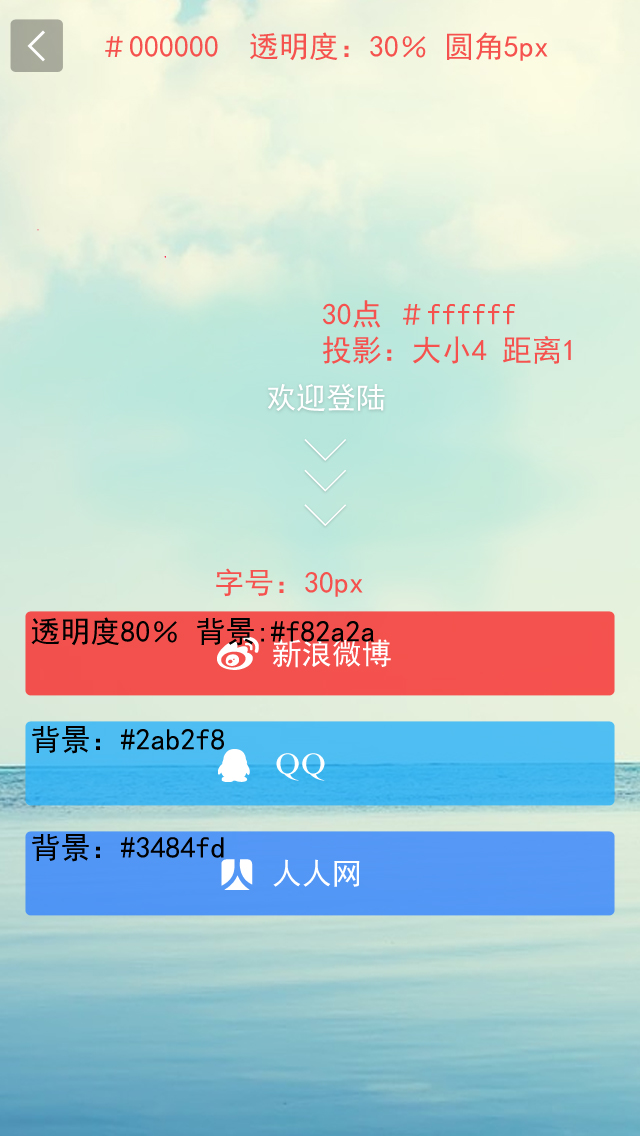 #000000 透明度：30% 圆角5px
30点 #ffffff
投影：大小4 距离1
欢迎登陆
字号：30px
透明度80% 背景:#f82a2a
新浪微博
背景：#2ab2f8
QQ
背景：#3484fd
人人网